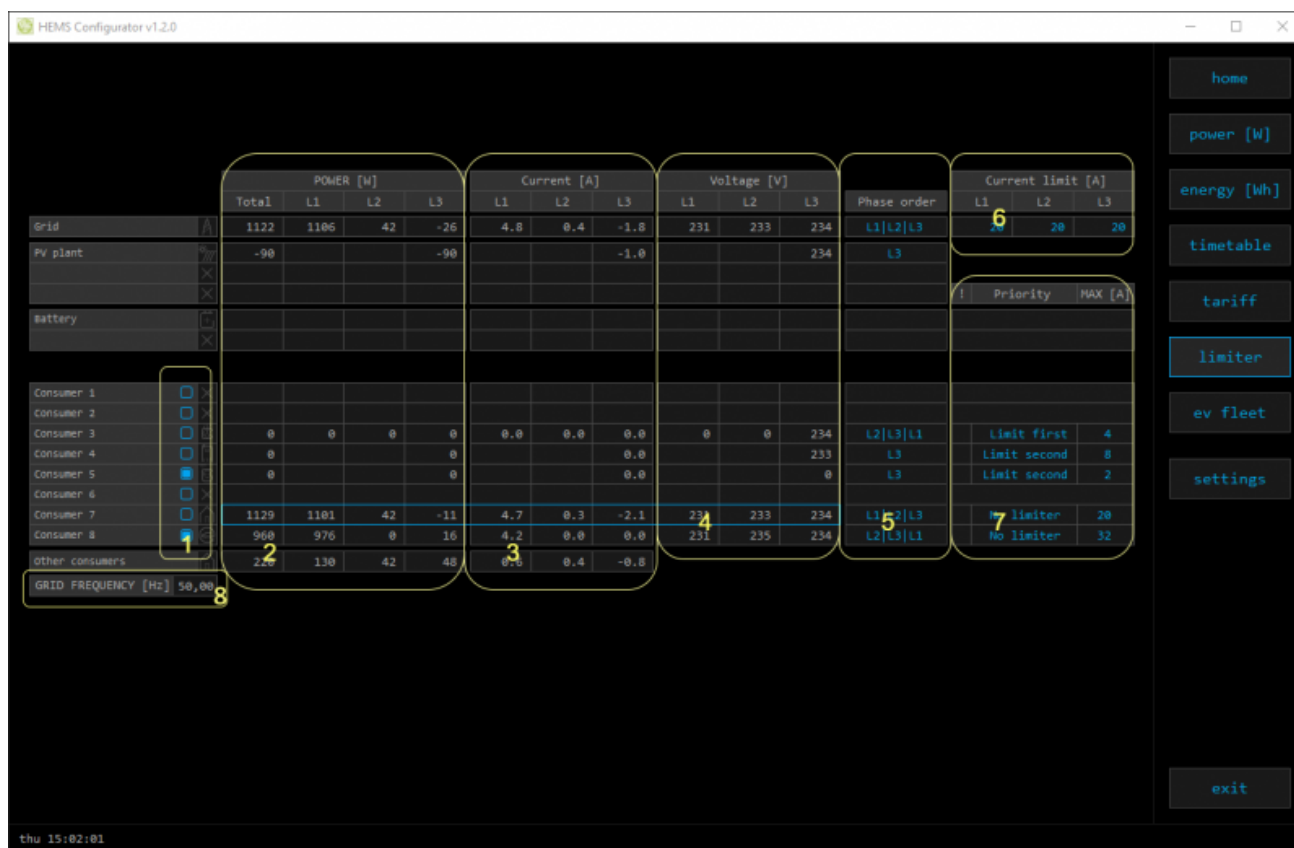 HEMS Configurator v1.2.0
home
power [W]
POWER [W] Current [A] Voltage [V] Current limit [A]
energy [Wh]
Total L1 L2 L3 L1 L2 L3 L1 L2 L3 Phase order L1 L2 L3
6
Grid 1122 1106 42 -26 4.8 0.4 -1.8 231 233 234 L1|L2|L3 20 20 20
timetable
PV plant -90 -90 -1.0 234 L3
! Priority MAX [A]
tariff
Battery
limiter
Consumer 1
Consumer 2
ev fleet
Consumer 3 0 0 0 0 0.0 0.0 0.0 0 0 234 L2|L3|L1 Limit first 4
Consumer 4 0 0 0.0 233 L3 Limit second 8
Consumer 5 0 0 0.0 0 L3 Limit second 2
settings
Consumer 6
Consumer 7 1129 1101 42 -11 4.7 0.3 -2.1 231 233 234 L1|L2|L3 No limiter 20
4 5 7
Consumer 8 960 976 0 16 4.2 0.0 0.0 231 235 234 L2|L3|L1 No limiter 32
1 2 3
Other consumers 130 42 48 0.6 0.4 -0.8
GRID FREQUENCY [Hz] 50,00
8
exit
thu 15:02:01